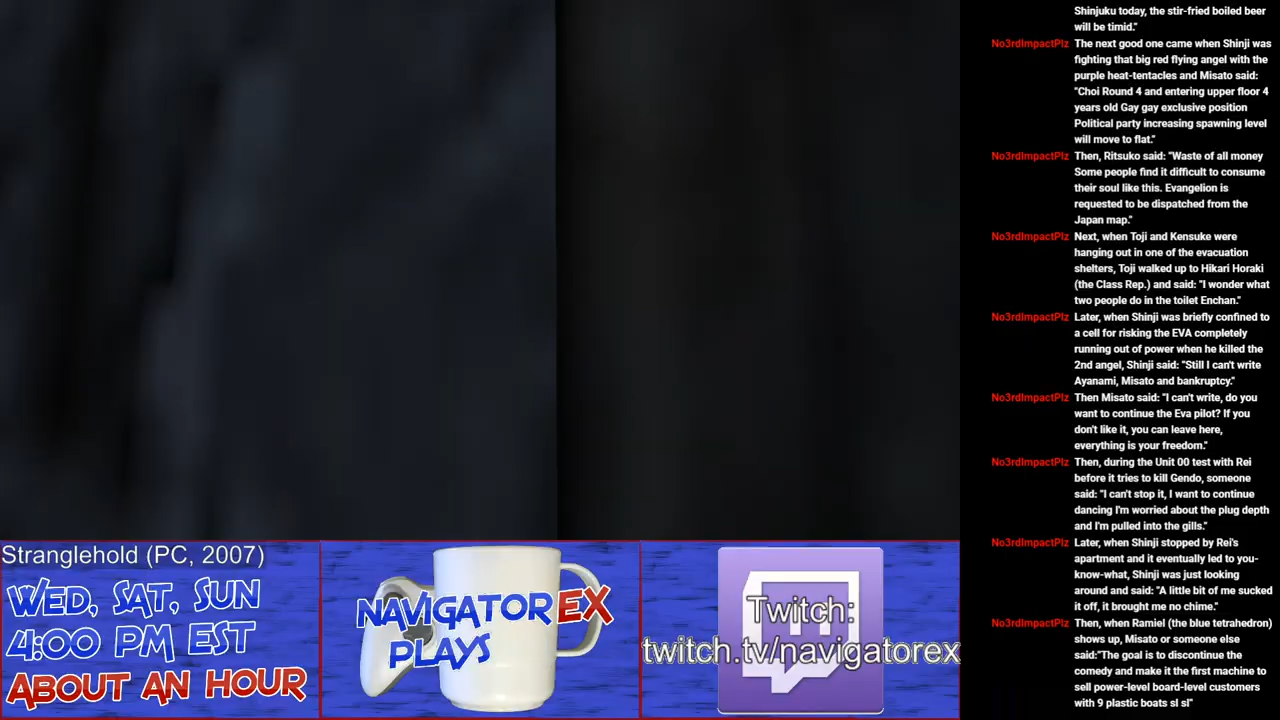 Shinjuku today, the stir-fried boiled beer
will be timid."
No3rdImpactPlz The next good one came when Shinji was
fighting that big red flying angel with the
purple heat-tentacles and Misato said:
"Choi Round 4 and entering upper floor 4
years old Gay gay exclusive position
Political party increasing spawning level
will move to flat."
No3rdImpactPlz Then, Ritsuko said: "Waste of all money
Some people find it difficult to consume
their soul like this. Evangelion is
requested to be dispatched from the
Japan map."
No3rdImpactPlz Next, when Toji and Kensuke were
hanging out in one of the evacuation
shelters, Toji walked up to Hikari Horaki
(the Class Rep.) and said: "I wonder what
two people do in the toilet Enchan."
No3rdImpactPlz Later, when Shinji was briefly confined to
a cell for risking the EVA completely
running out of power when he killed the
2nd angel, Shinji said: "Still I can't write
Ayanami, Misato and bankruptcy."
No3rdImpactPlz Then Misato said: "I can't write, do you
want to continue the Eva pilot? If you
don't like it, you can leave here,
everything is your freedom."
No3rdImpactPlz Then, during the Unit 00 test with Rei
before it tries to kill Gendo, someone
said: "I can't stop it, I want to continue
dancing I'm worried about the plug depth
and I'm pulled into the gills."
No3rdImpactPlz Later, when Shinji stopped by Rei's
apartment and it eventually led to you-
know-what, Shinji was just looking
around and said: "A little bit of me sucked
it off, it brought me no chime."
No3rdImpactPlz Then, when Ramiel (the blue tetrahedron)
shows up, Misato or someone else
said:"The goal is to discontinue the
comedy and make it the first machine to
sell power-level board-level customers
with 9 plastic boats sl sl"
Stranglehold (PC, 2007)
WED, SAT, SUN
4:00 PM EST
ABOUT AN HOUR
NAVIGATOREX
PLAYS
Twitch:
twitch.tv/navigatorex